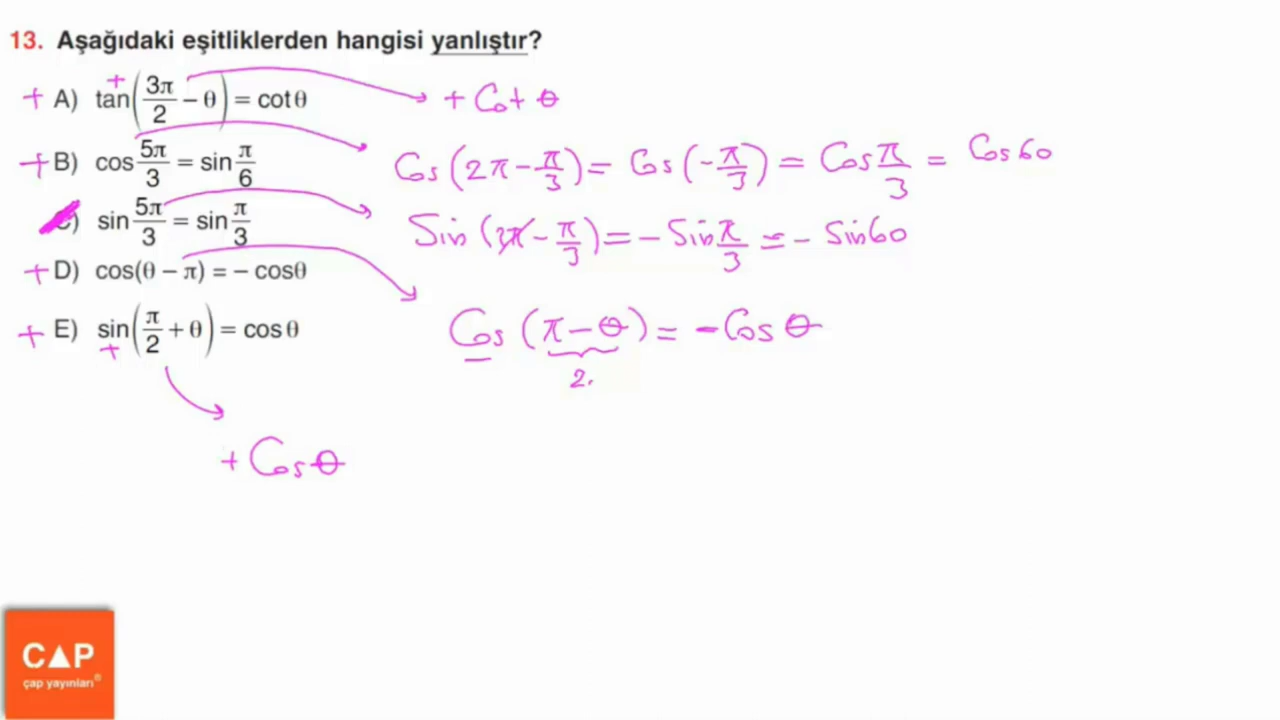 13. Aşağıdaki eşitliklerden hangisi yanlıştır?
+ A) tan(3π/2 − θ) = cot θ + Cot θ
+
+ B) cos 5π/3 = sin π/6 Cos (2π − π/3) = Cos (−π/3) = Cos π/3 = Cos 60
C) sin 5π/3 = sin π/3 Sin (2π − π/3) = − Sin π/3 = − Sin60
+ D) cos(θ − π) = − cosθ
+ E) sin(π/2 + θ) = cos θ Cos (π − θ) = − Cos θ
+
2.
+ Cos θ
CAP
çap yayınları®